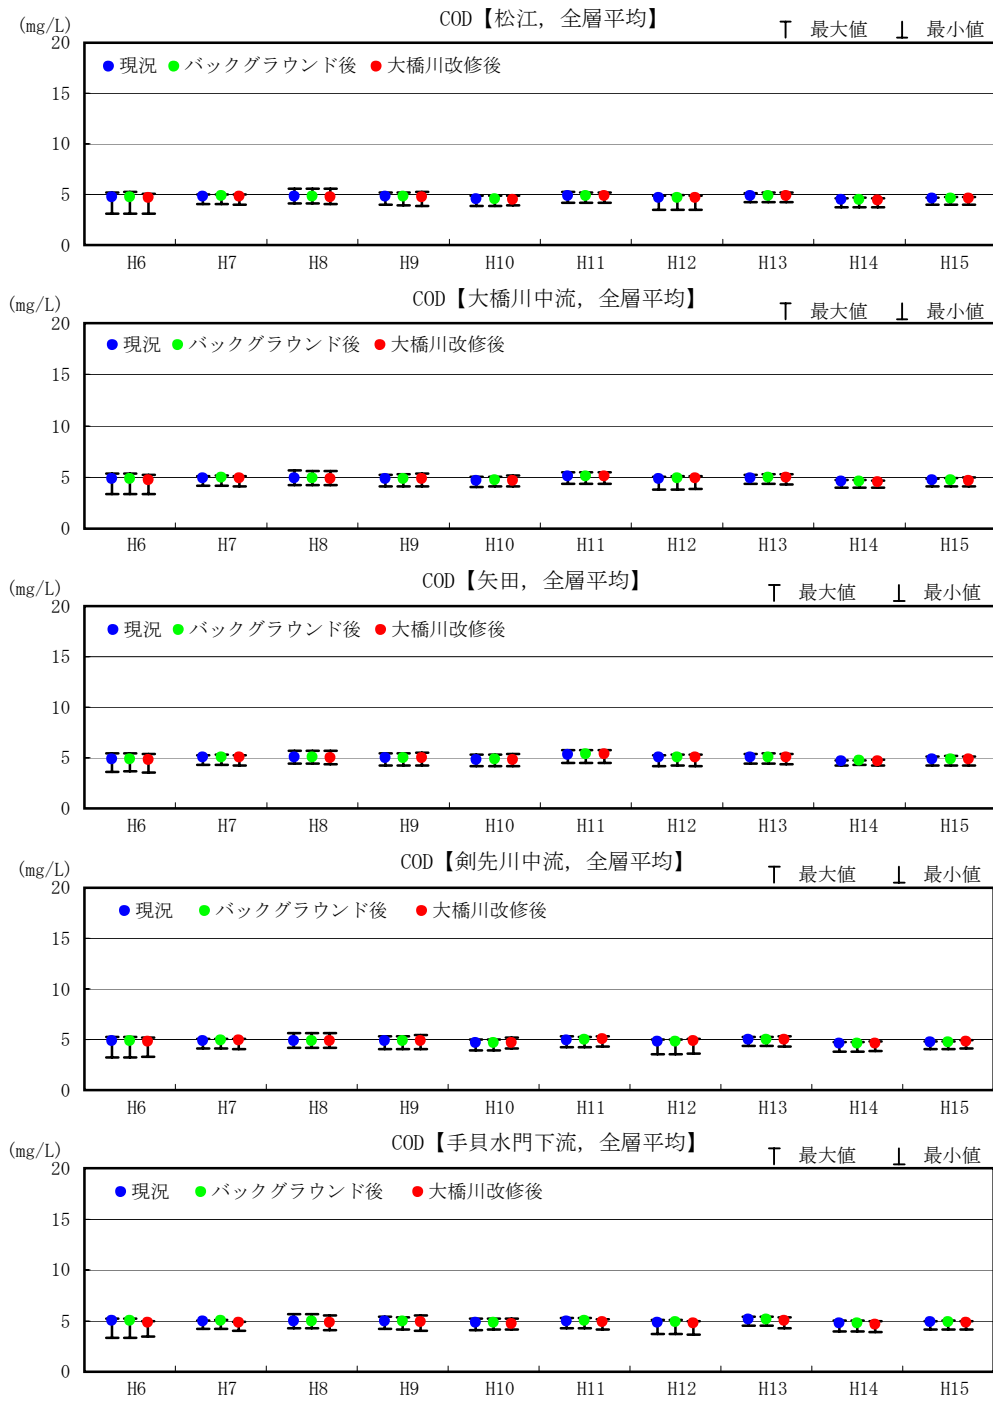 COD【松江, 全層平均】
(mg/L) 最大値 最小値
20
現況 バックグラウンド後 大橋川改修後
15
10
5
0
H6 H7 H8 H9 H10 H11 H12 H13 H14 H15
COD【大橋川中流, 全層平均】
(mg/L) 最大値 最小値
20
現況 バックグラウンド後 大橋川改修後
15
10
5
0
H6 H7 H8 H9 H10 H11 H12 H13 H14 H15
COD【矢田, 全層平均】
(mg/L) 最大値 最小値
20
現況 バックグラウンド後 大橋川改修後
15
10
5
0
H6 H7 H8 H9 H10 H11 H12 H13 H14 H15
COD【剣先川中流, 全層平均】
(mg/L) 最大値 最小値
20
現況 バックグラウンド後 大橋川改修後
15
10
5
0
H6 H7 H8 H9 H10 H11 H12 H13 H14 H15
COD【手貝水門下流, 全層平均】
(mg/L) 最大値 最小値
20
現況 バックグラウンド後 大橋川改修後
15
10
5
0
H6 H7 H8 H9 H10 H11 H12 H13 H14 H15